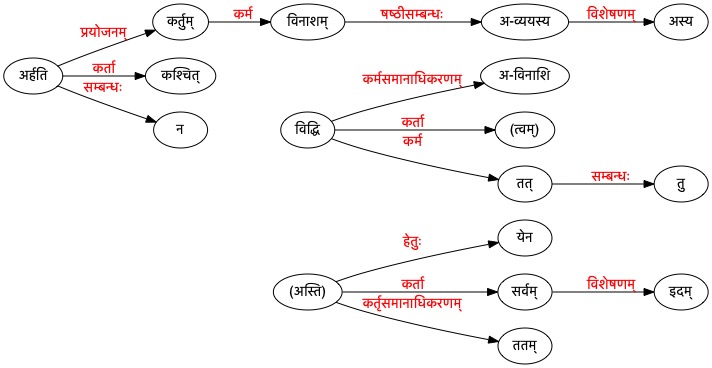 कर्तुम् कर्म विनाशम् षष्ठीसम्बन्धः अ-व्ययस्य विशेषणम् अस्य
प्रयोजनम्
अर्हति कर्ता कश्चित्
सम्बन्धः
न
कर्मसमानाधिकरणम् अ-विनाशि
विद्धि कर्ता (त्वम्)
कर्म
तत् सम्बन्धः तु
येन
हेतुः
(अस्ति) कर्ता सर्वम् विशेषणम् इदम्
कर्तृसमानाधिकरणम्
ततम्